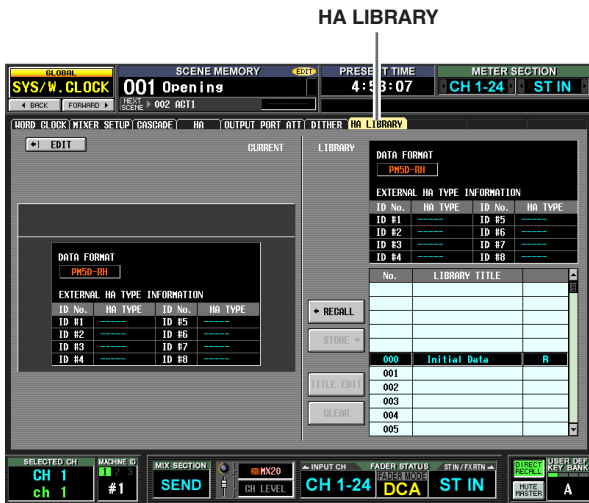 HA LIBRARY
GLOBAL
SYS/W.CLOCK
◀ BACK FORWARD ▶
SCENE MEMORY EDIT
001 Opening
NEXT SCENE ▶ 002 ACT1
PRESENT TIME
4: :07
METER SECTION
CH 1-24 ST IN
WORD CLOCK MIXER SETUP CASCADE HA OUTPUT PORT ATT DITHER HA LIBRARY
EDIT
CURRENT
DATA FORMAT
PM5D-RH
EXTERNAL HA TYPE INFORMATION
ID No. HA TYPE ID No. HA TYPE
ID #1 ----- ID #5 -----
ID #2 ----- ID #6 -----
ID #3 ----- ID #7 -----
ID #4 ----- ID #8 -----
LIBRARY
DATA FORMAT
PM5D-RH
EXTERNAL HA TYPE INFORMATION
ID No. HA TYPE ID No. HA TYPE
ID #1 ----- ID #5 -----
ID #2 ----- ID #6 -----
ID #3 ----- ID #7 -----
ID #4 ----- ID #8 -----
← RECALL
STORE →
TITLE EDIT
CLEAR
No. LIBRARY TITLE
000 Initial Data R
001
002
003
004
005
SELECTED CH
CH 1
ch 1
MACHINE ID
1 2 3
#1
MIX SECTION
SEND
MX20
CH LEVEL
INPUT CH FADER STATUS ST IN/FXRTN
CH 1-24
FADER MODE
DCA
ST IN
DIRECT RECALL
MUTE MASTER
USER DEF KEY BANK
A